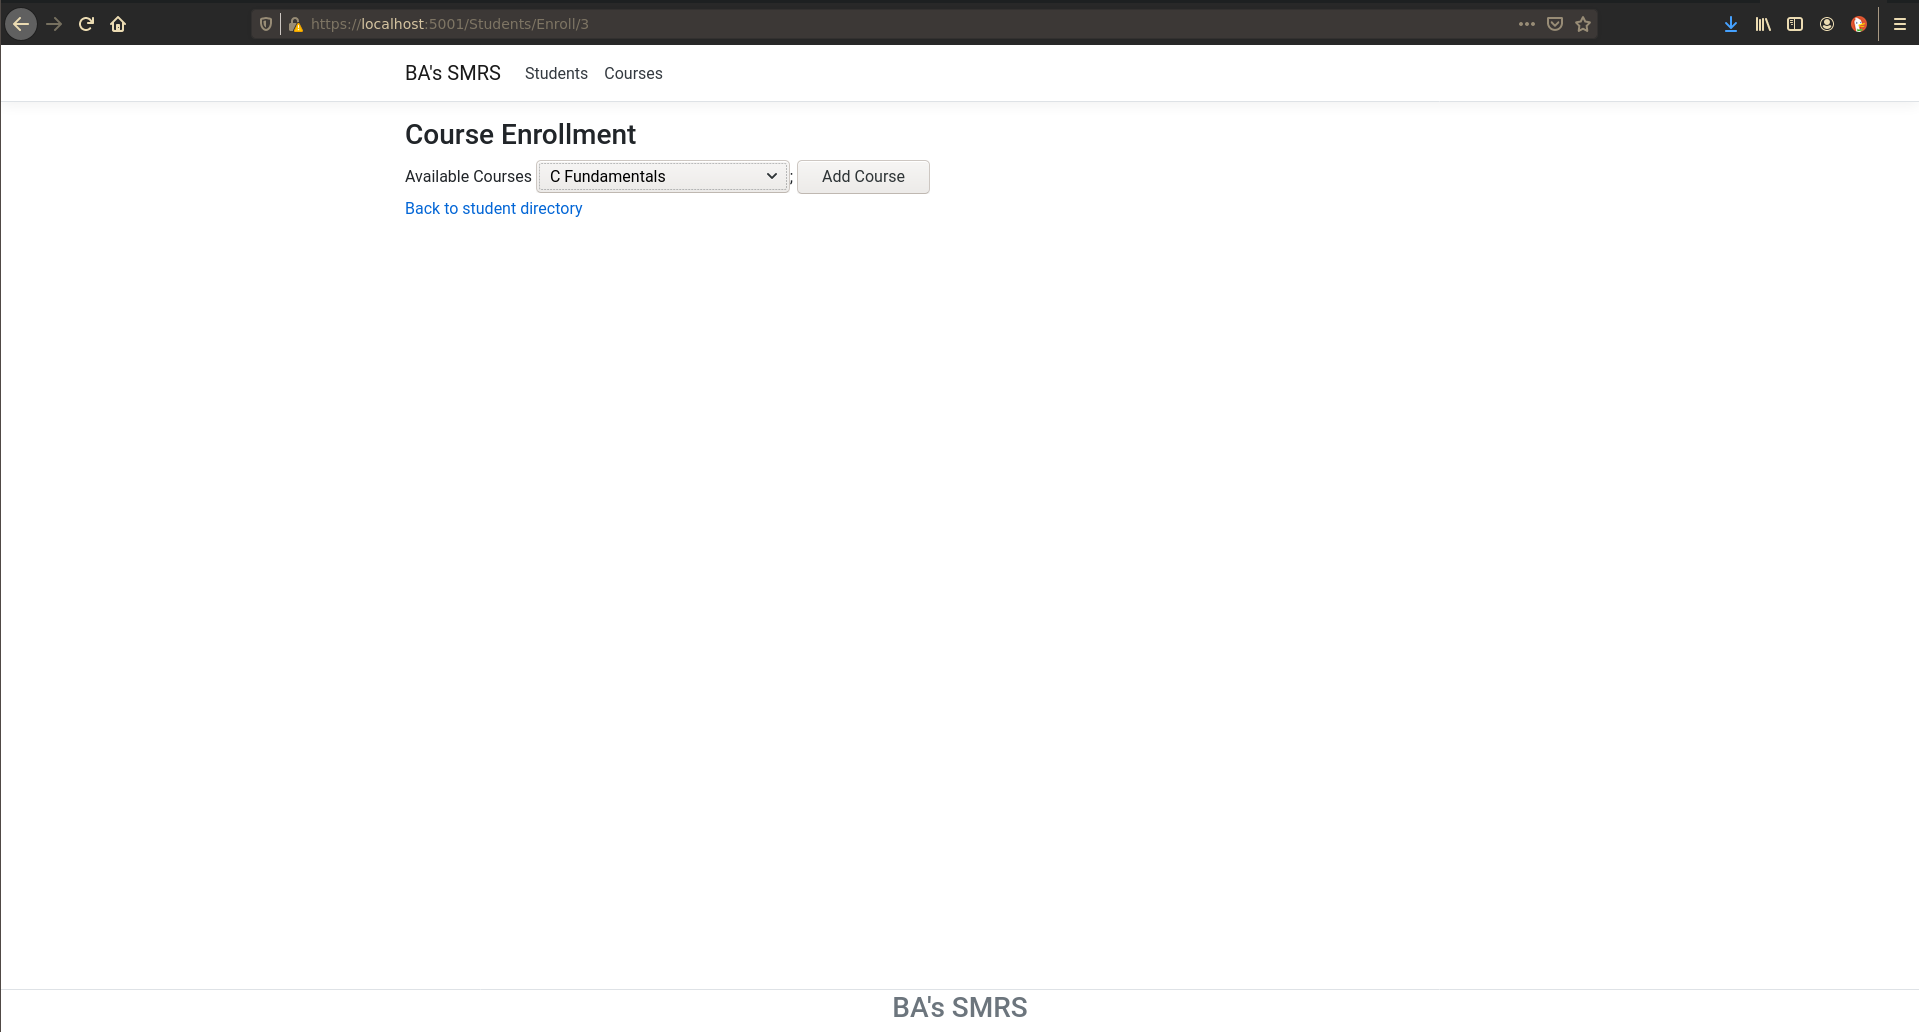 https://localhost:5001/Students/Enroll/3
BA's SMRS Students Courses
Course Enrollment
Available Courses C Fundamentals ; Add Course
Back to student directory
BA's SMRS